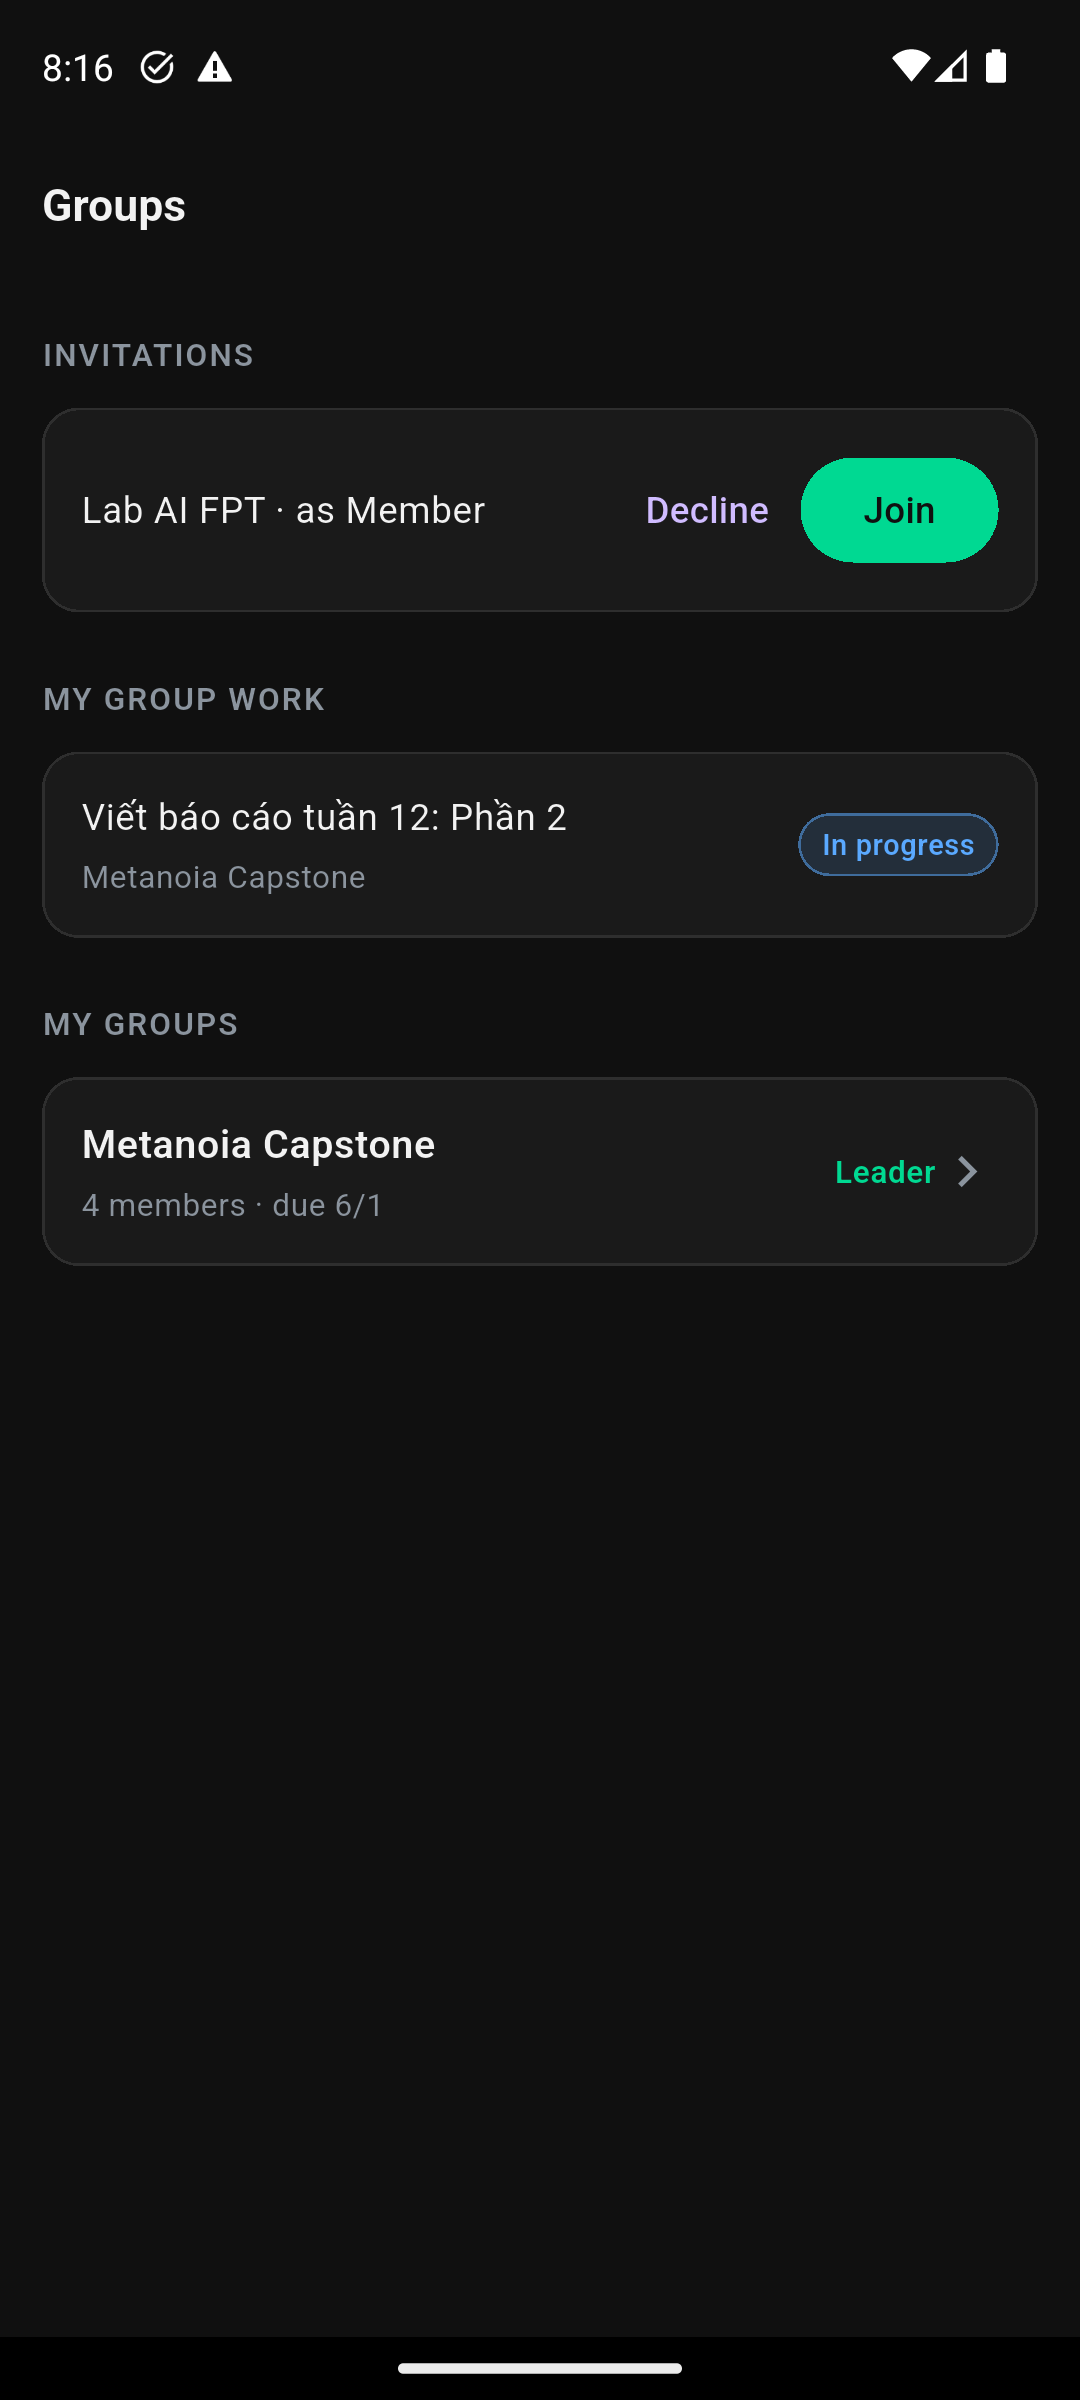 8:16
Groups
INVITATIONS
Lab AI FPT · as Member
Decline
Join
MY GROUP WORK
Viết báo cáo tuần 12: Phần 2
Metanoia Capstone
In progress
MY GROUPS
Metanoia Capstone
4 members · due 6/1
Leader